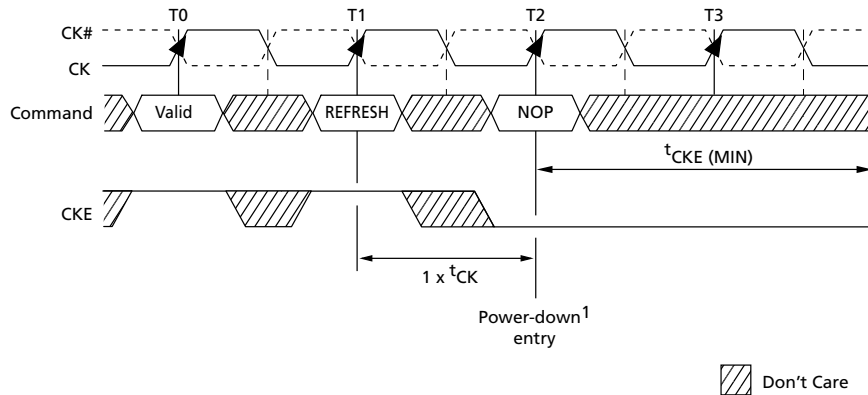 T0 T1 T2 T3
CK#
CK
Command Valid REFRESH NOP
tCKE (MIN)
CKE
1 x tCK
Power-down1
entry
Don't Care